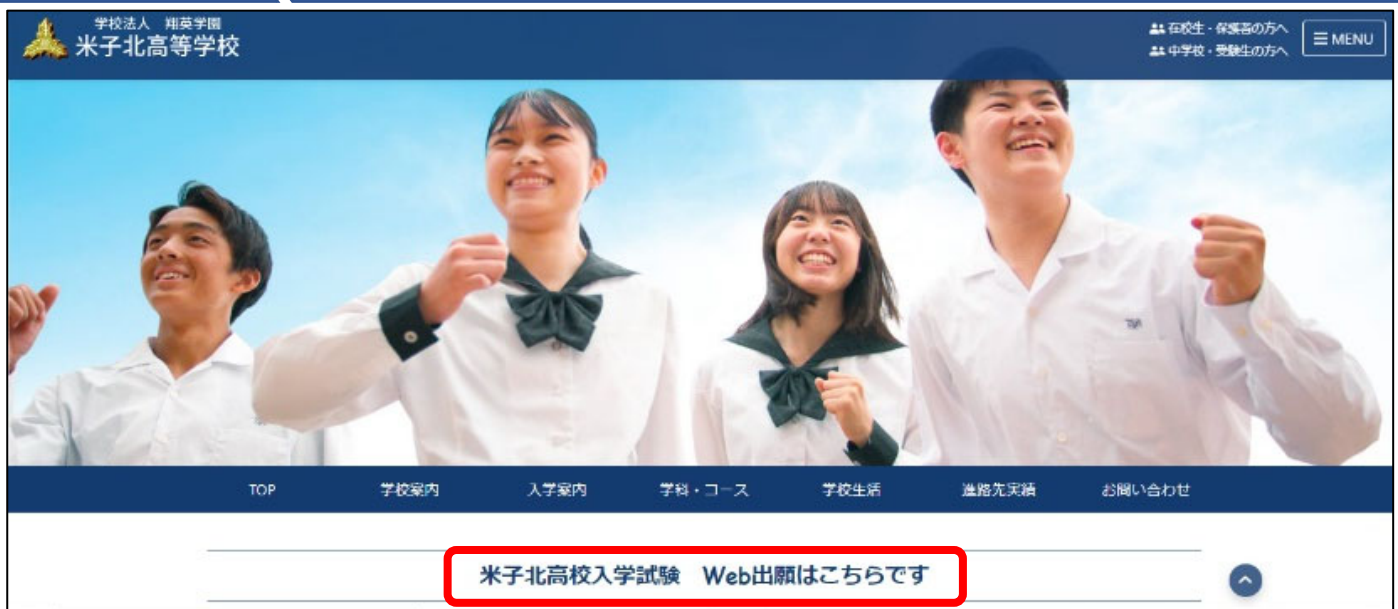 学校法人 翔英学園
米子北高等学校
在校生・保護者の方へ
中学校・受験生の方へ
MENU
TOP 学校案内 入学案内 学科・コース 学校生活 進路先実績 お問い合わせ
米子北高校入学試験 Web出願はこちらです